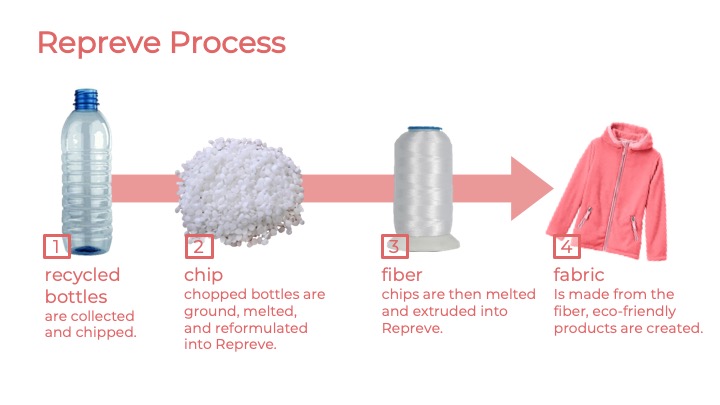 Repreve Process
1
recycled
bottles
are collected
and chipped.
2
chip
chopped bottles are
ground, melted,
and reformulated
into Repreve.
3
fiber
chips are then melted
and extruded into
Repreve.
4
fabric
Is made from the
fiber, eco-friendly
products are created.